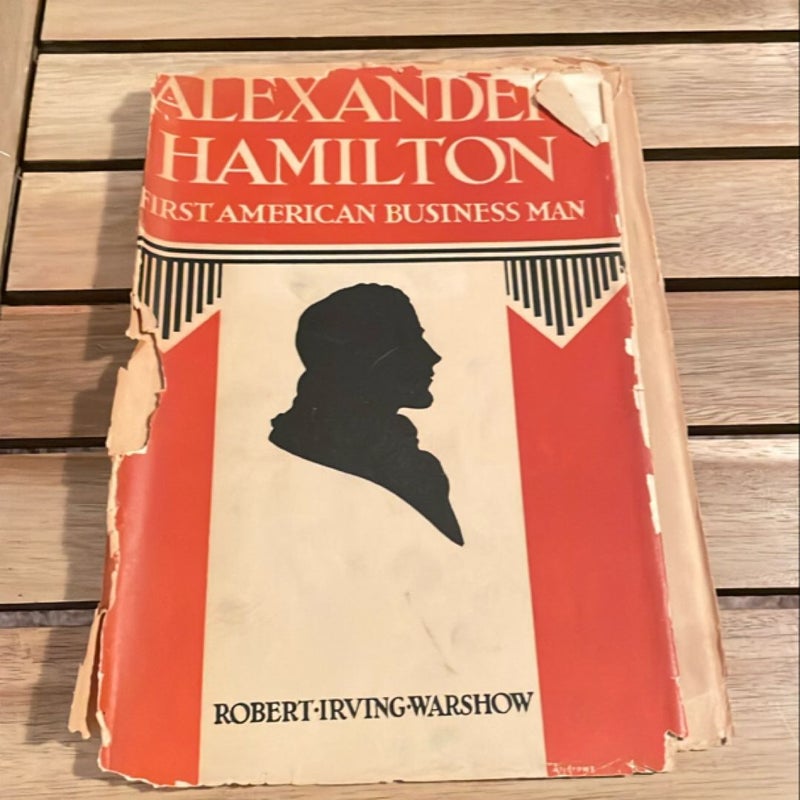 ALEXANDER
HAMILTON
FIRST AMERICAN BUSINESS MAN
ROBERT·IRVING·WARSHOW